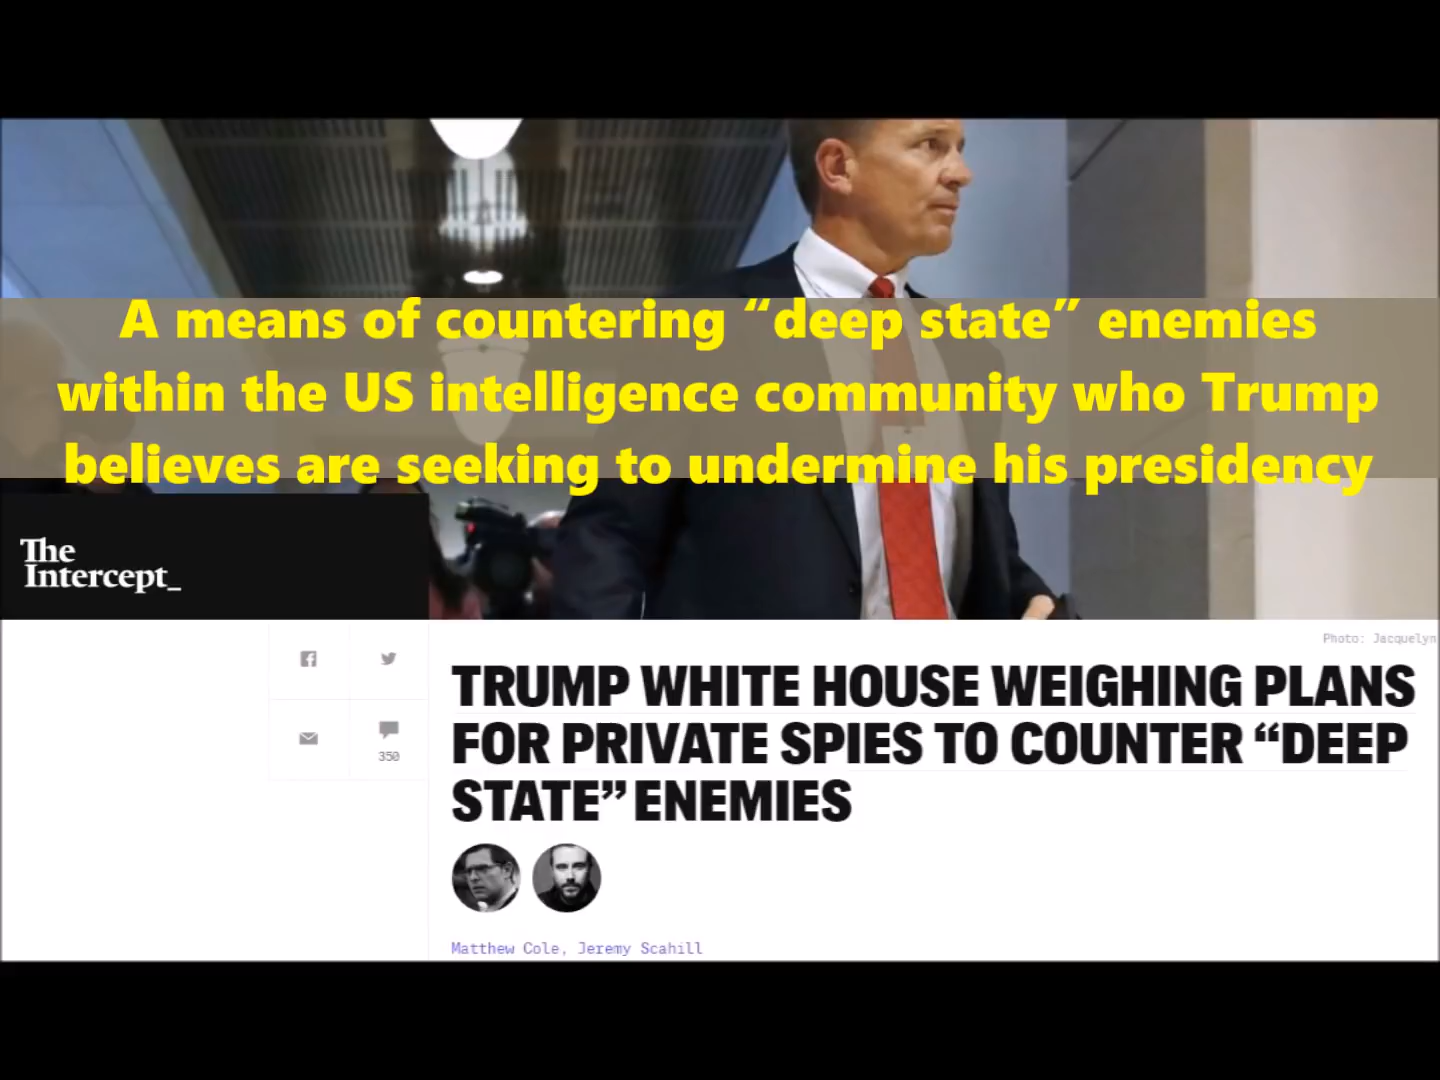 A means of countering “deep state” enemies
within the US intelligence community who Trump
believes are seeking to undermine his presidency
The
Intercept_
Photo: Jacquelyn
350
TRUMP WHITE HOUSE WEIGHING PLANS
FOR PRIVATE SPIES TO COUNTER “DEEP
STATE” ENEMIES
Matthew Cole, Jeremy Scahill